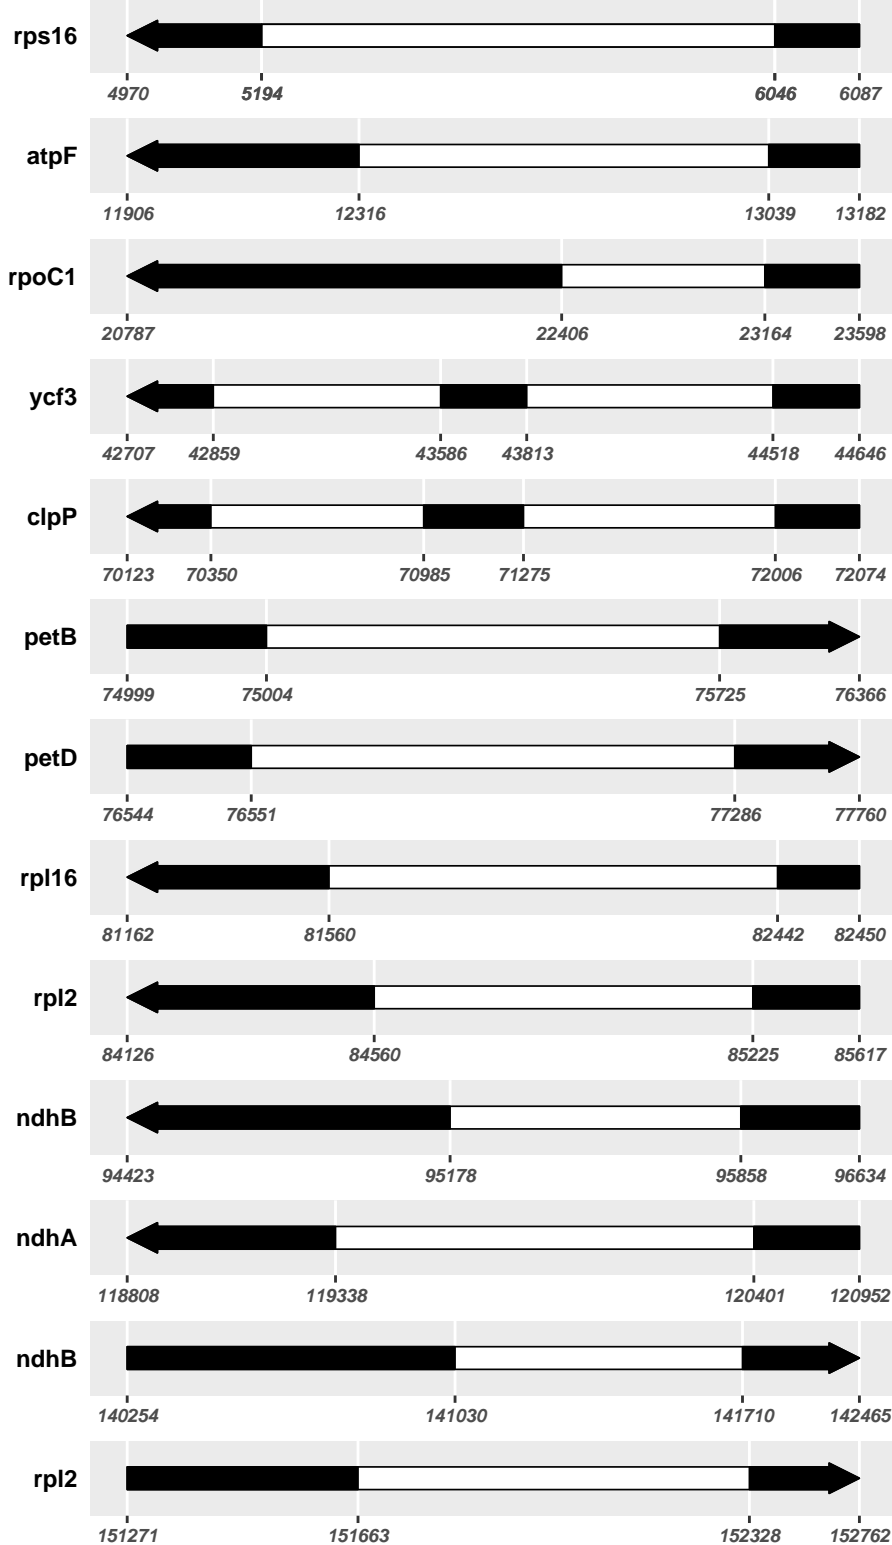 rps16
4970 5194 6046 6087
atpF
11906 12316 13039 13182
rpoC1
20787 22406 23164 23598
ycf3
42707 42859 43586 43813 44518 44646
clpP
70123 70350 70985 71275 72006 72074
petB
74999 75004 75725 76366
petD
76544 76551 77286 77760
rpl16
81162 81560 82442 82450
rpl2
84126 84560 85225 85617
ndhB
94423 95178 95858 96634
ndhA
118808 119338 120401 120952
ndhB
140254 141030 141710 142465
rpl2
151271 151663 152328 152762